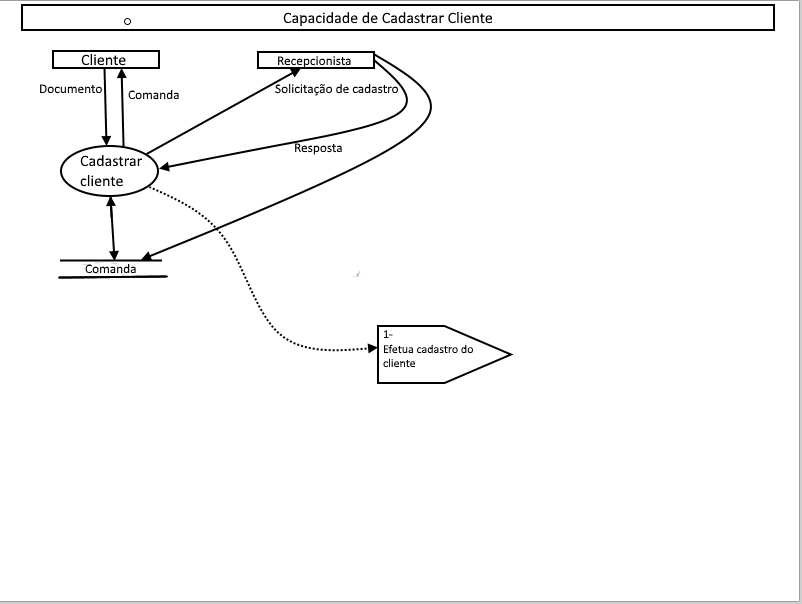 Capacidade de Cadastrar Cliente
Cliente
Recepcionista
Documento
Comanda
Solicitação de cadastro
Resposta
Cadastrar
cliente
Comanda
1-
Efetua cadastro do
cliente